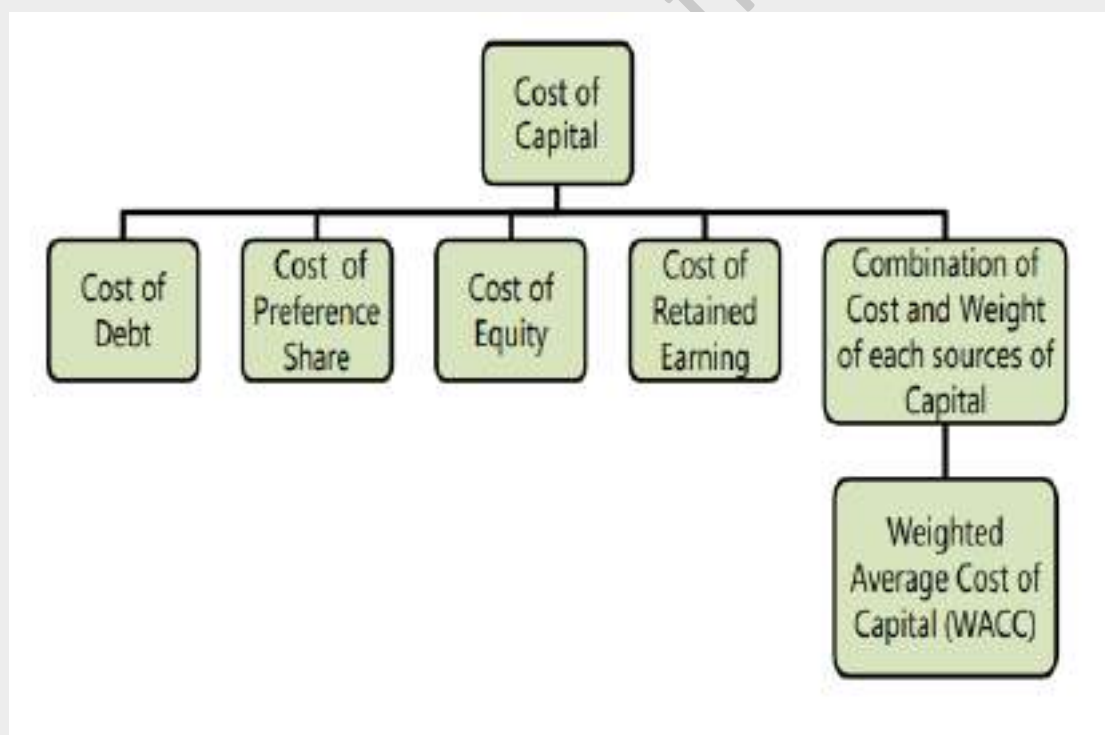 Cost of
Capital
Cost of
Debt
Cost of
Preference
Share
Cost of
Equity
Cost of
Retained
Earning
Combination of
Cost and Weight
of each sources of
Capital
Weighted
Average Cost of
Capital (WACC)